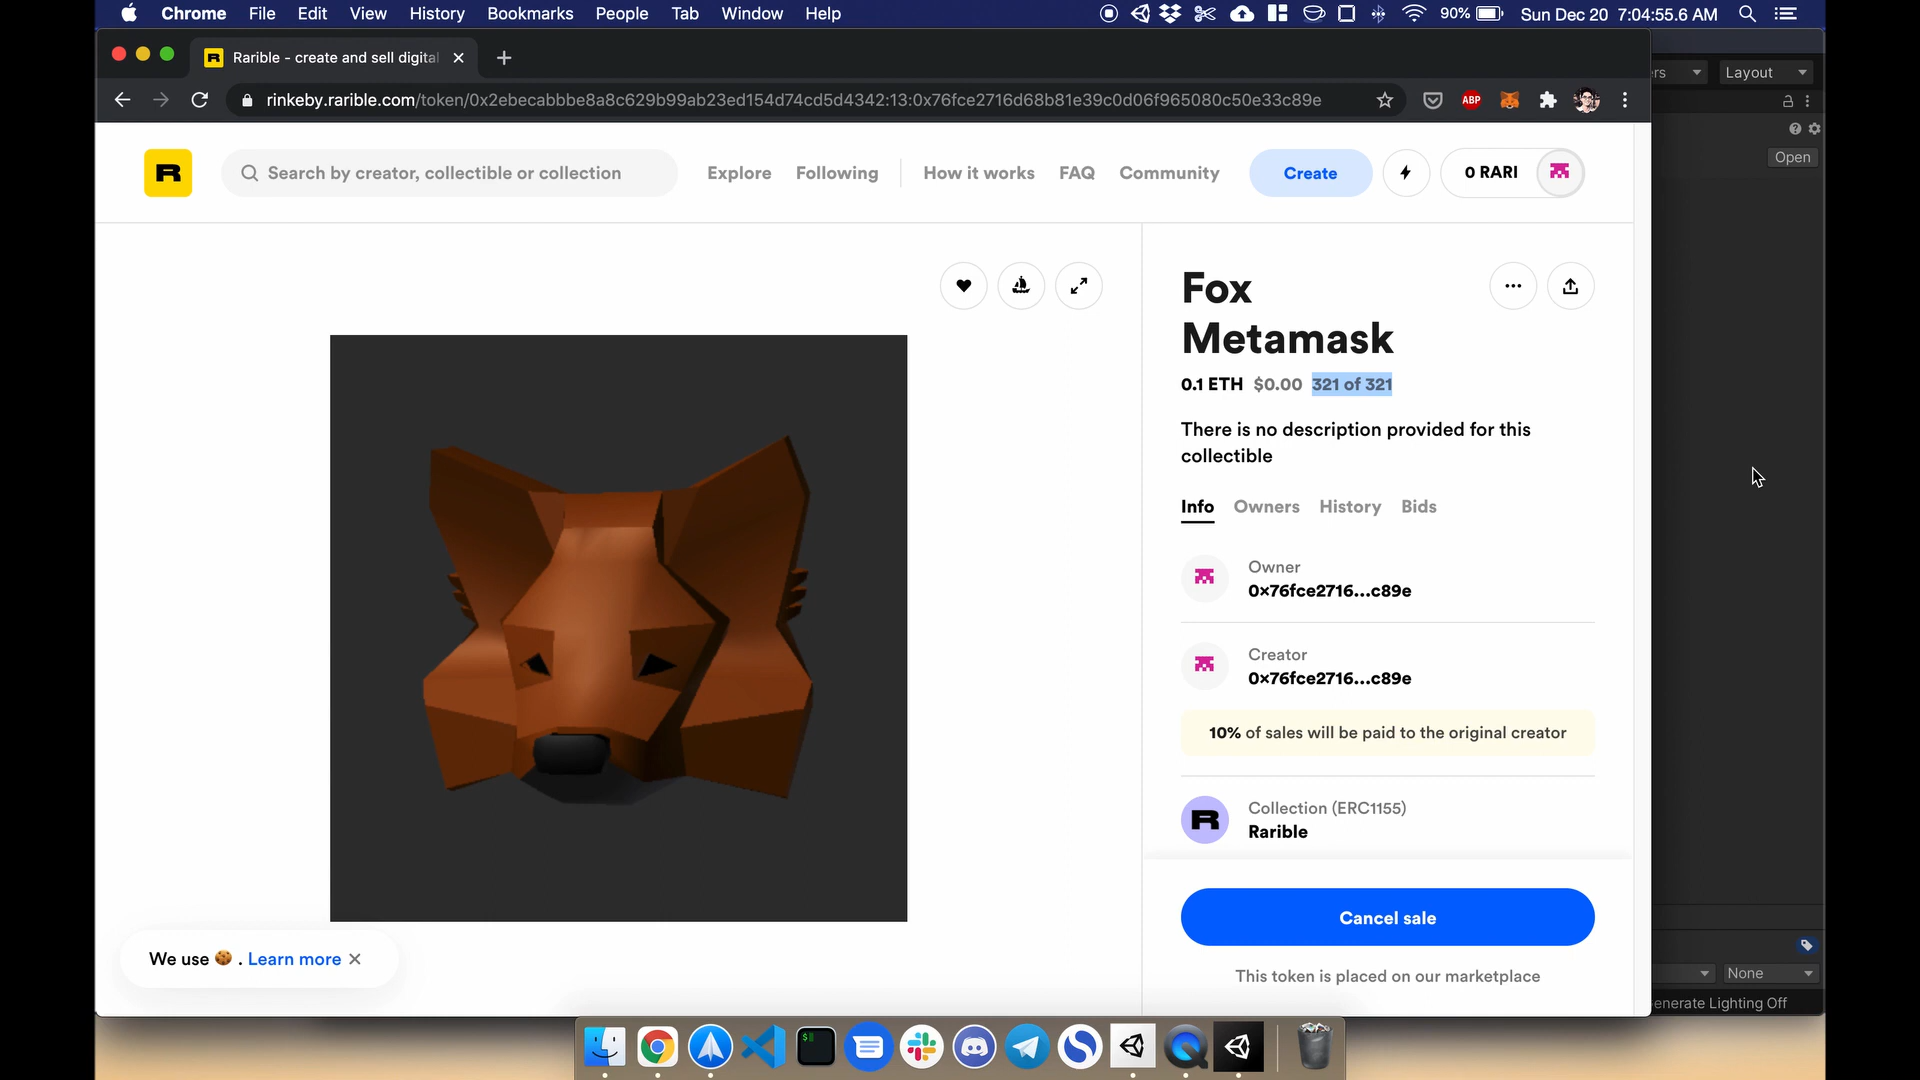 Chrome File Edit View History Bookmarks People Tab Window Help
90% Sun Dec 20 7:04:55.6 AM
Rarible - create and sell digital
rinkeby.rarible.com/token/0x2ebecabbbe8a8c629b99ab23ed154d74cd5d4342:13:0x76fce2716d68b81e39c0d06f965080c50e33c89e
ABP
Layout
Open
R
Search by creator, collectible or collection
Explore Following How it works FAQ Community
Create
0 RARI
Fox
Metamask
0.1 ETH $0.00 321 of 321
There is no description provided for this
collectible
Info Owners History Bids
Owner
0x76fce2716...c89e
Creator
0x76fce2716...c89e
10% of sales will be paid to the original creator
R
Collection (ERC1155)
Rarible
Cancel sale
This token is placed on our marketplace
We use 🍪 . Learn more
None
enerate Lighting Off